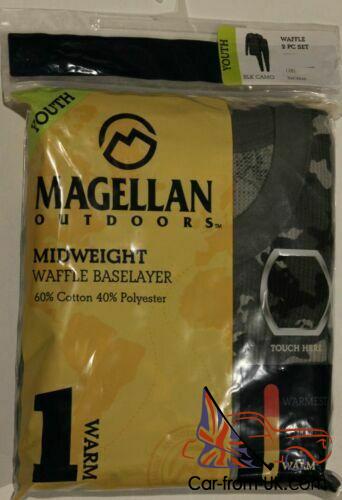 WAFFLE
2 PC SET
YOUTH
BLK CAMO
YOUTH
MAGELLAN
OUTDOORS™
MIDWEIGHT
WAFFLE BASELAYER
60% Cotton 40% Polyester
TOUCH HERE
1
WARM
WARMEST
WARM
Car-from-UK.com